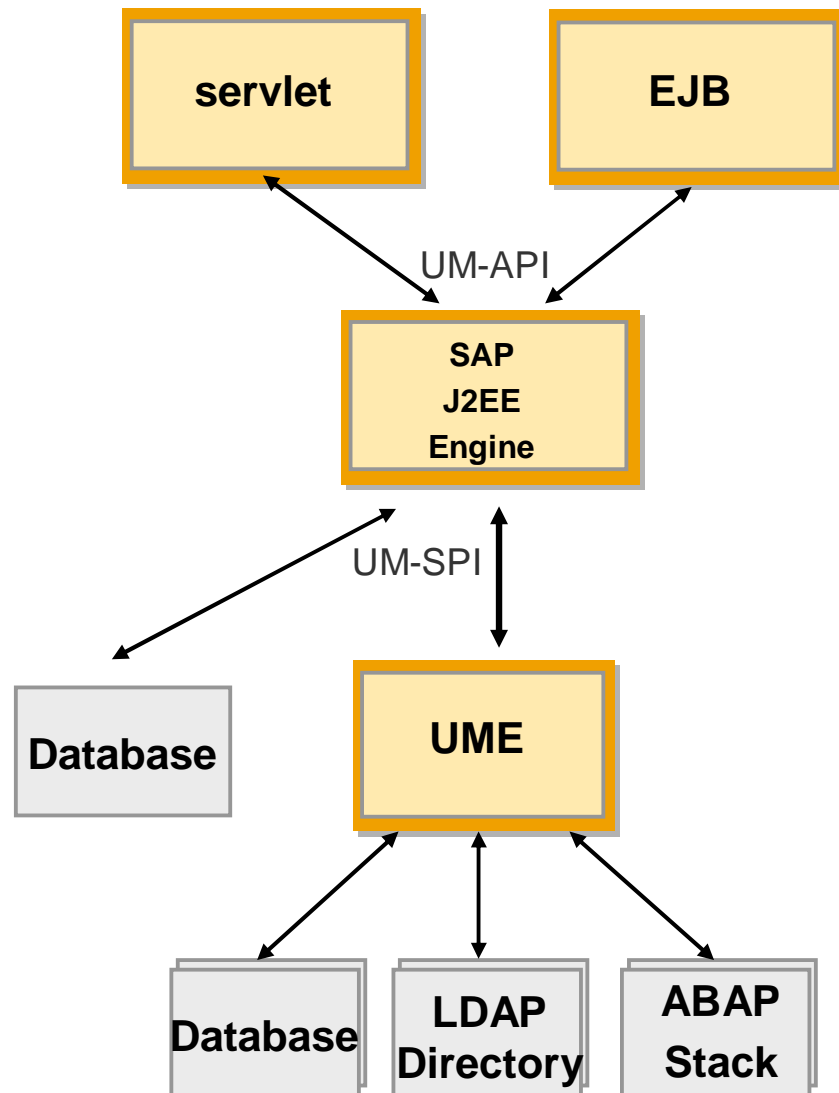 servlet
EJB
UM-API
SAP
J2EE
Engine
UM-SPI
Database
UME
Database
LDAP
Directory
ABAP
Stack